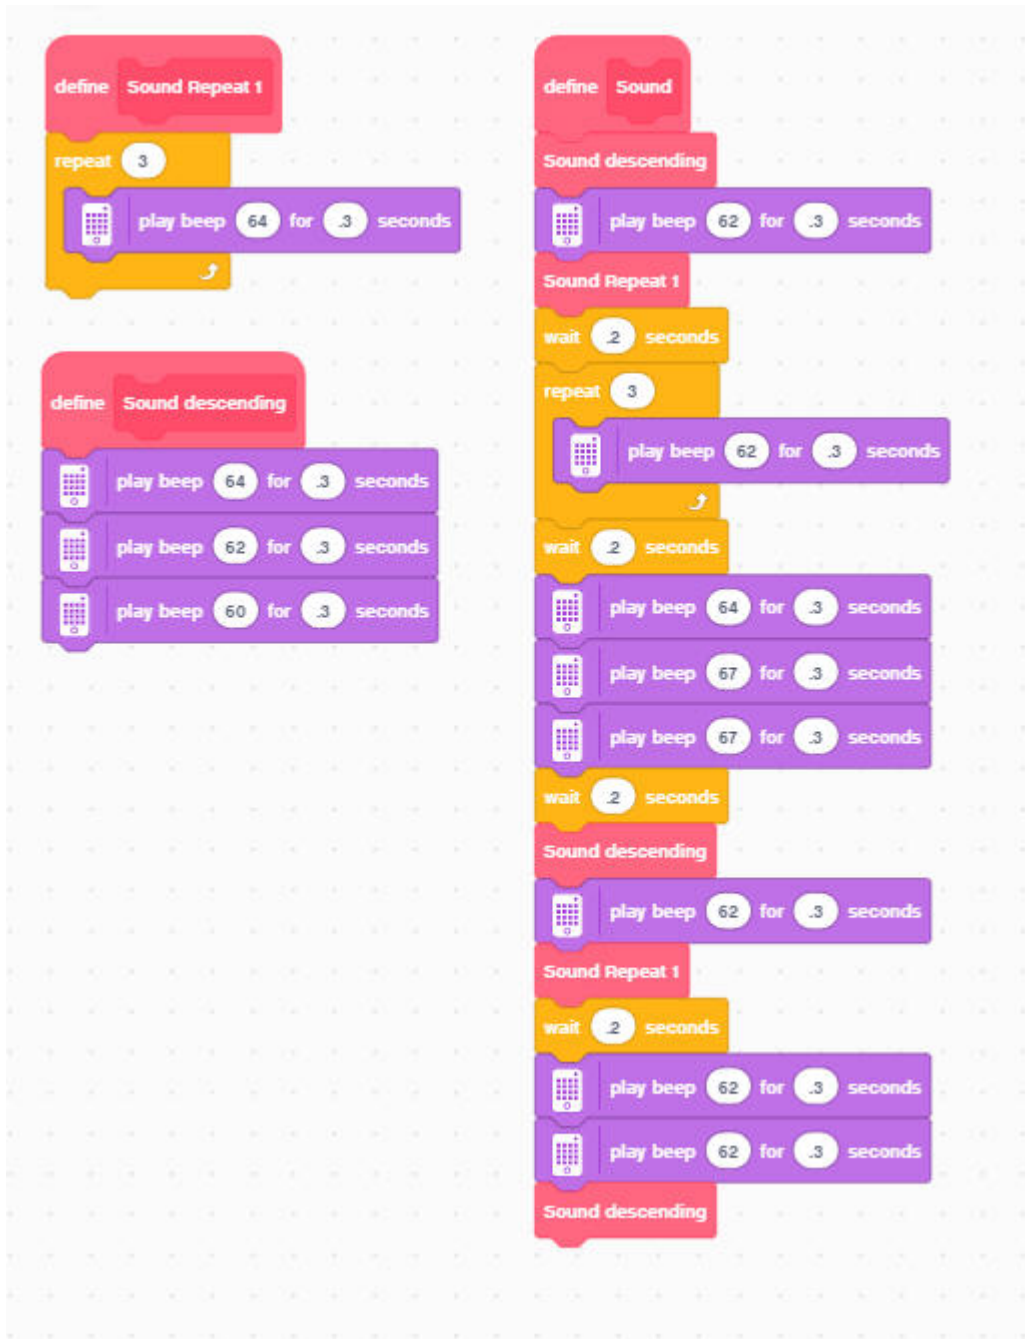 define Sound Repeat 1
repeat 3
play beep 64 for .3 seconds
define Sound descending
play beep 64 for .3 seconds
play beep 62 for .3 seconds
play beep 60 for .3 seconds
define Sound
Sound descending
play beep 62 for .3 seconds
Sound Repeat 1
wait .2 seconds
repeat 3
play beep 62 for .3 seconds
wait .2 seconds
play beep 64 for .3 seconds
play beep 67 for .3 seconds
play beep 67 for .3 seconds
wait .2 seconds
Sound descending
play beep 62 for .3 seconds
Sound Repeat 1
wait .2 seconds
play beep 62 for .3 seconds
play beep 62 for .3 seconds
Sound descending